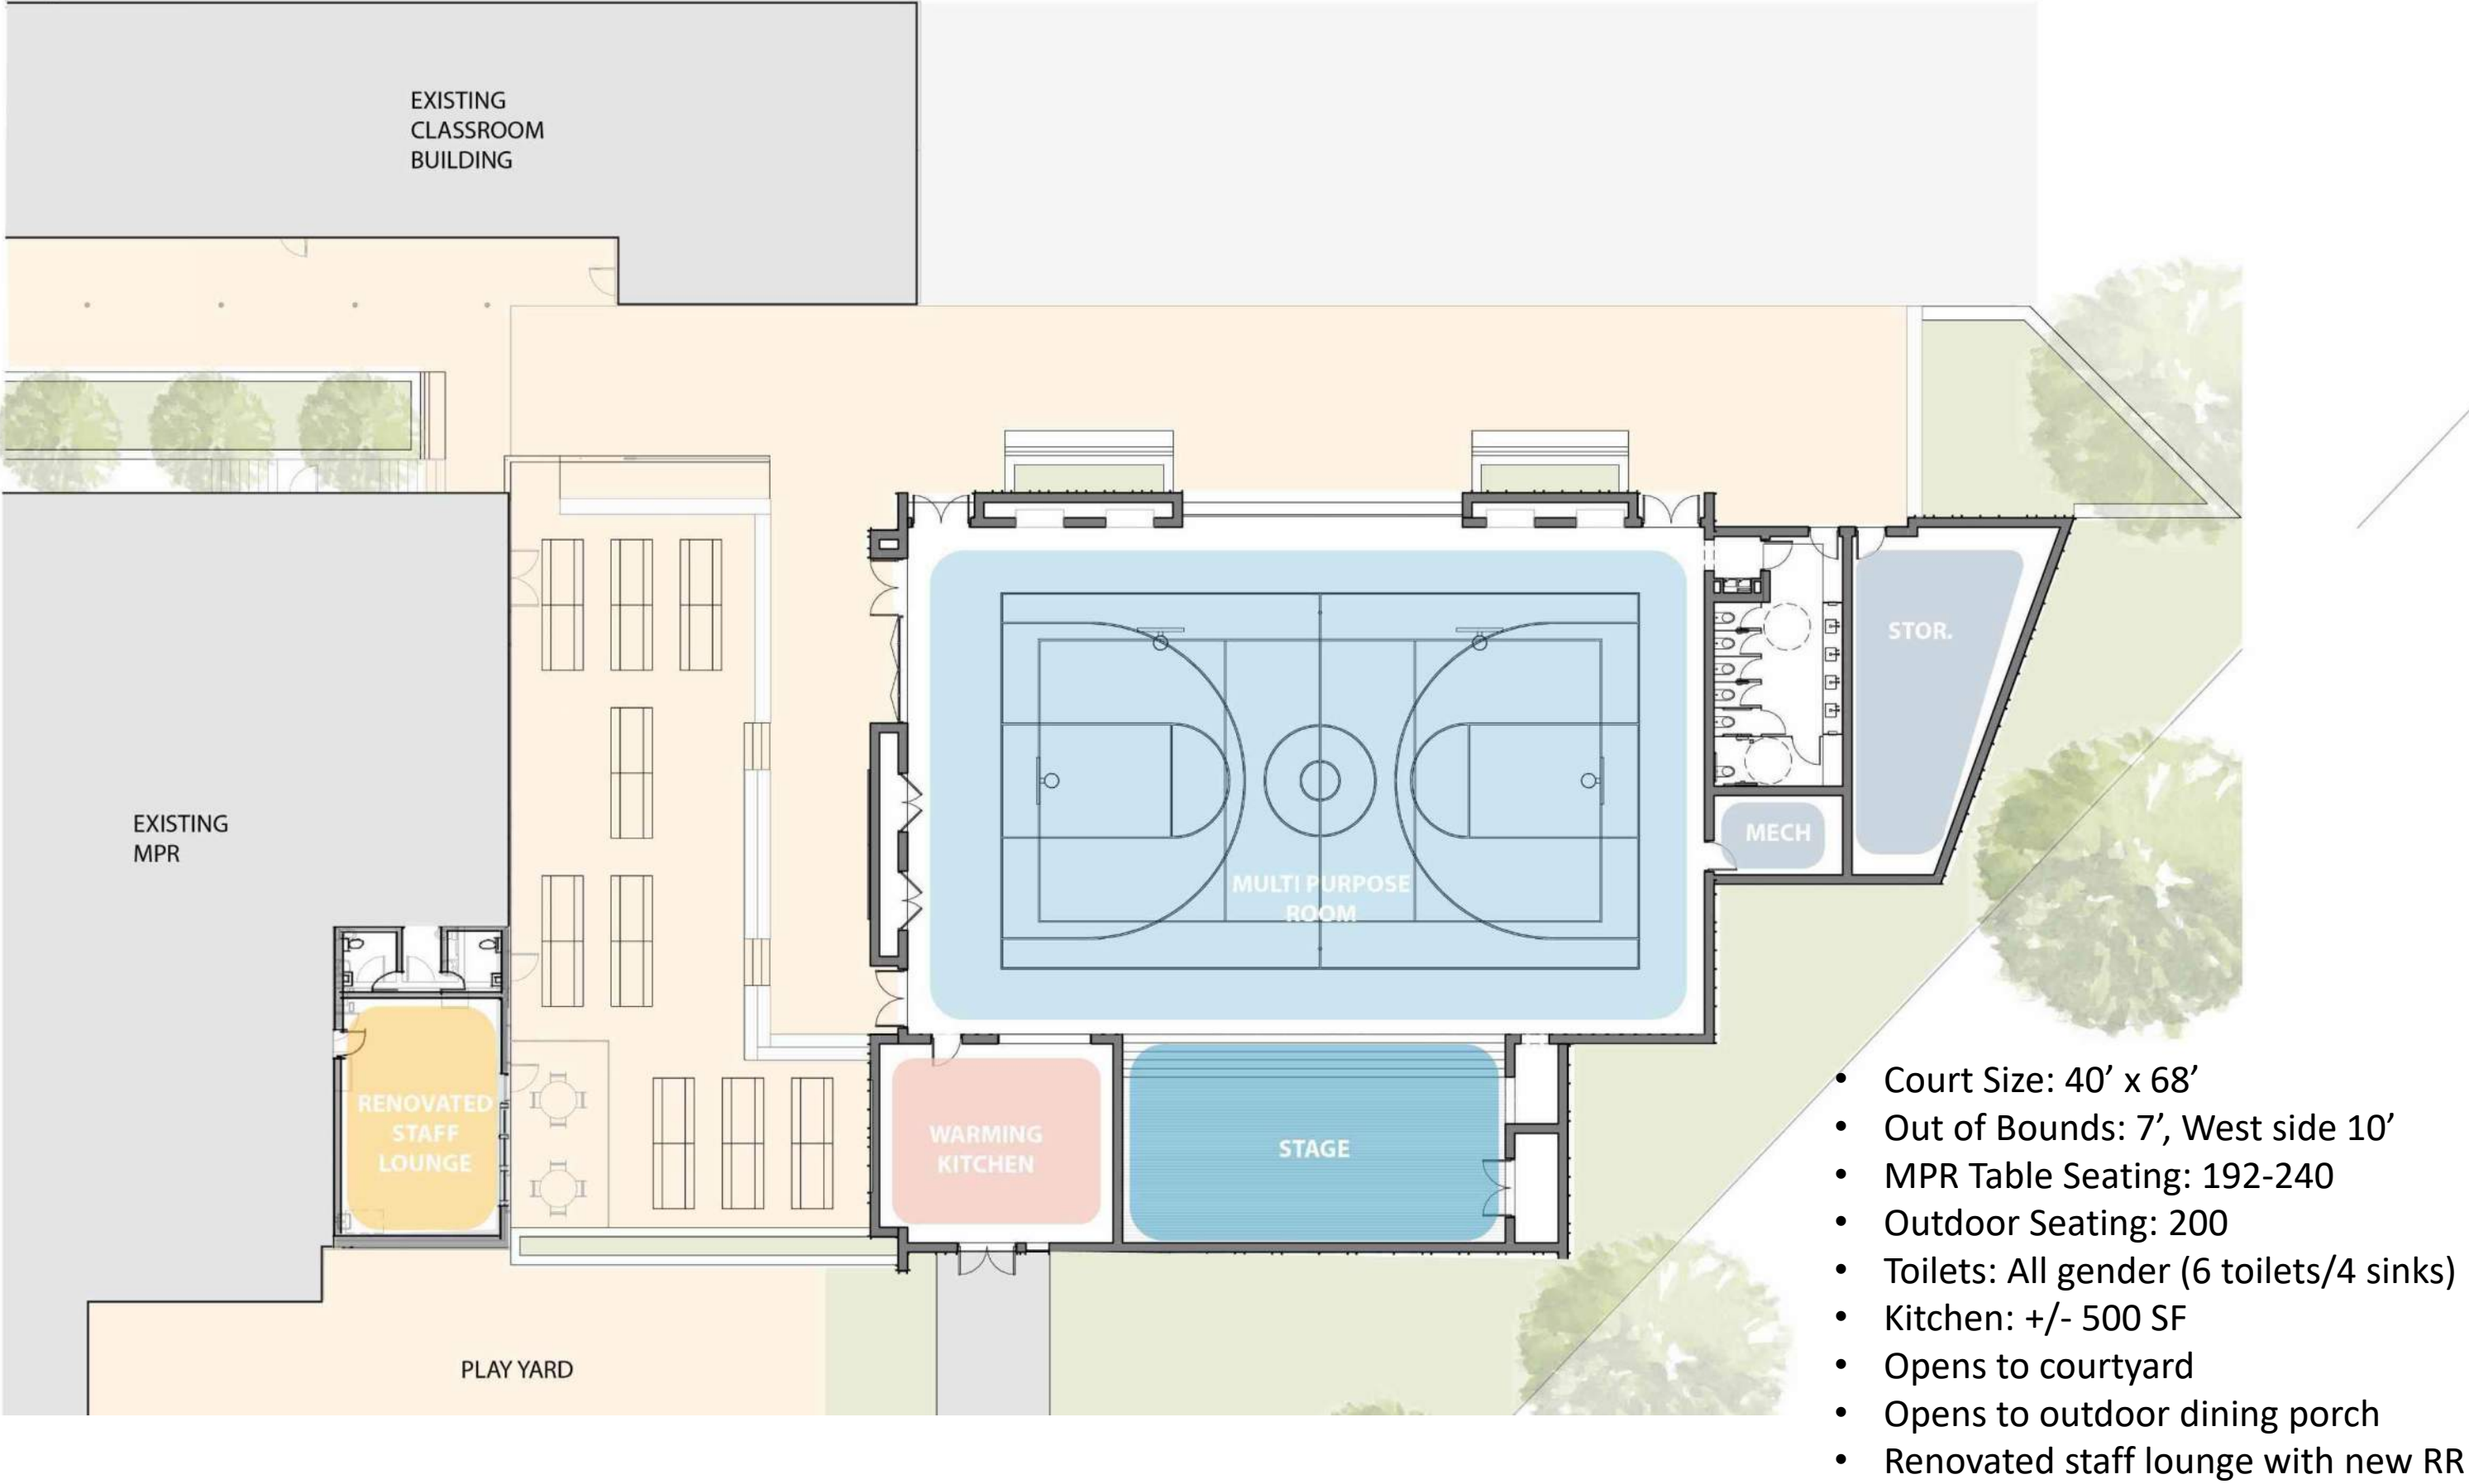 EXISTING
CLASSROOM
BUILDING
EXISTING
MPR
RENOVATED
STAFF
LOUNGE
PLAY YARD
MULTI PURPOSE
ROOM
STOR.
MECH
WARMING
KITCHEN
STAGE
• Court Size: 40’ x 68’
• Out of Bounds: 7’, West side 10’
• MPR Table Seating: 192-240
• Outdoor Seating: 200
• Toilets: All gender (6 toilets/4 sinks)
• Kitchen: +/- 500 SF
• Opens to courtyard
• Opens to outdoor dining porch
• Renovated staff lounge with new RR